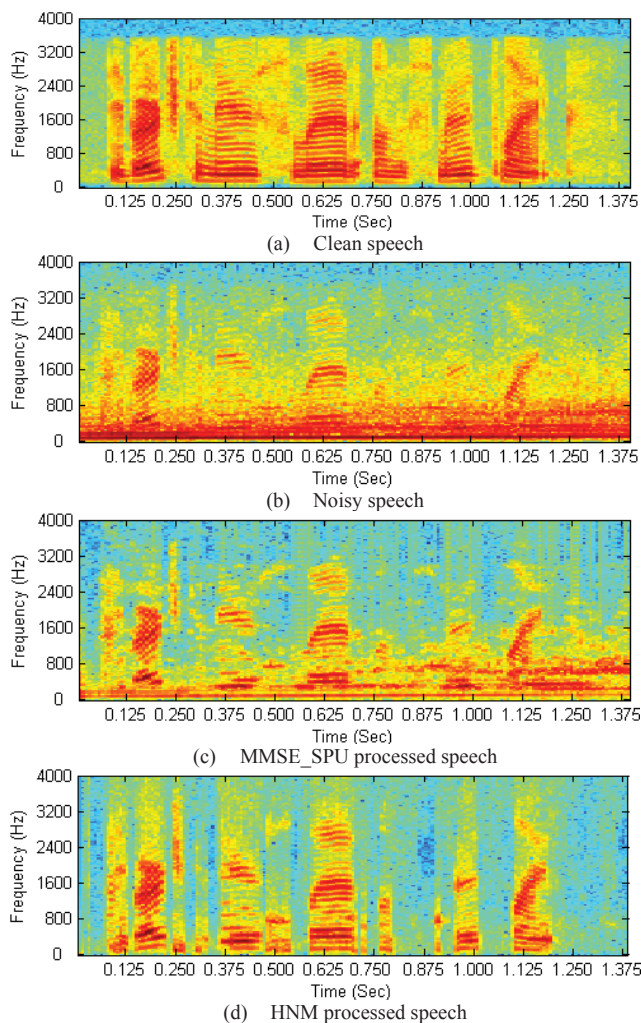 4000
3200
2400
1600
800
0
Frequency (Hz)
0.125 0.250 0.375 0.500 0.625 0.750 0.875 1.000 1.125 1.250 1.375
Time (Sec)
(a) Clean speech
4000
3200
2400
1600
800
0
Frequency (Hz)
0.125 0.250 0.375 0.500 0.625 0.750 0.875 1.000 1.125 1.250 1.375
Time (Sec)
(b) Noisy speech
4000
3200
2400
1600
800
0
Frequency (Hz)
0.125 0.250 0.375 0.500 0.625 0.750 0.875 1.000 1.125 1.250 1.375
Time (Sec)
(c) MMSE_SPU processed speech
4000
3200
2400
1600
800
0
Frequency (Hz)
0.125 0.250 0.375 0.500 0.625 0.750 0.875 1.000 1.125 1.250 1.375
Time (Sec)
(d) HNM processed speech